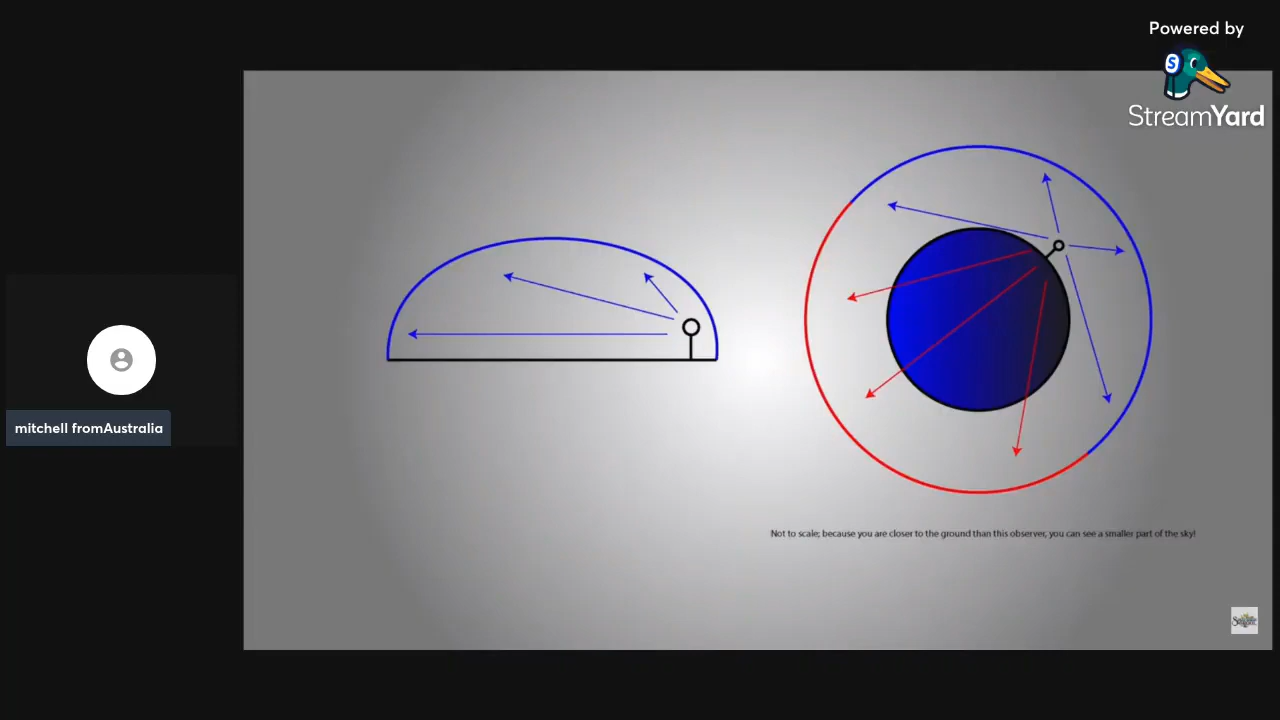 Powered by
S
StreamYard
mitchell fromAustralia
Not to scale; because you are closer to the ground than this observer, you can see a smaller part of the sky!